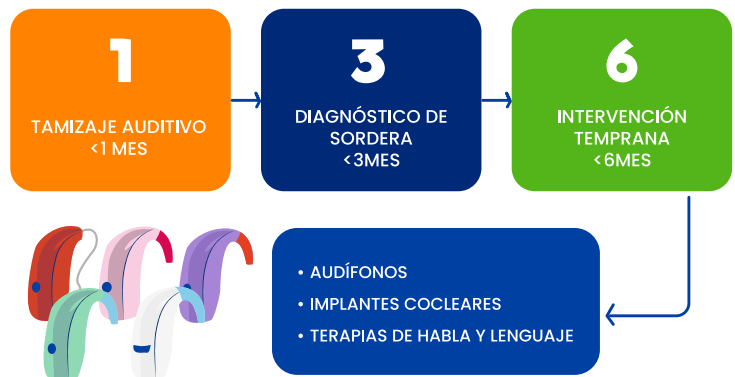 1
TAMIZAJE AUDITIVO
<1 MES
3
DIAGNÓSTICO DE
SORDERA
<3MES
6
INTERVENCIÓN
TEMPRANA
<6MES
• AUDÍFONOS
• IMPLANTES COCLEARES
• TERAPIAS DE HABLA Y LENGUAJE